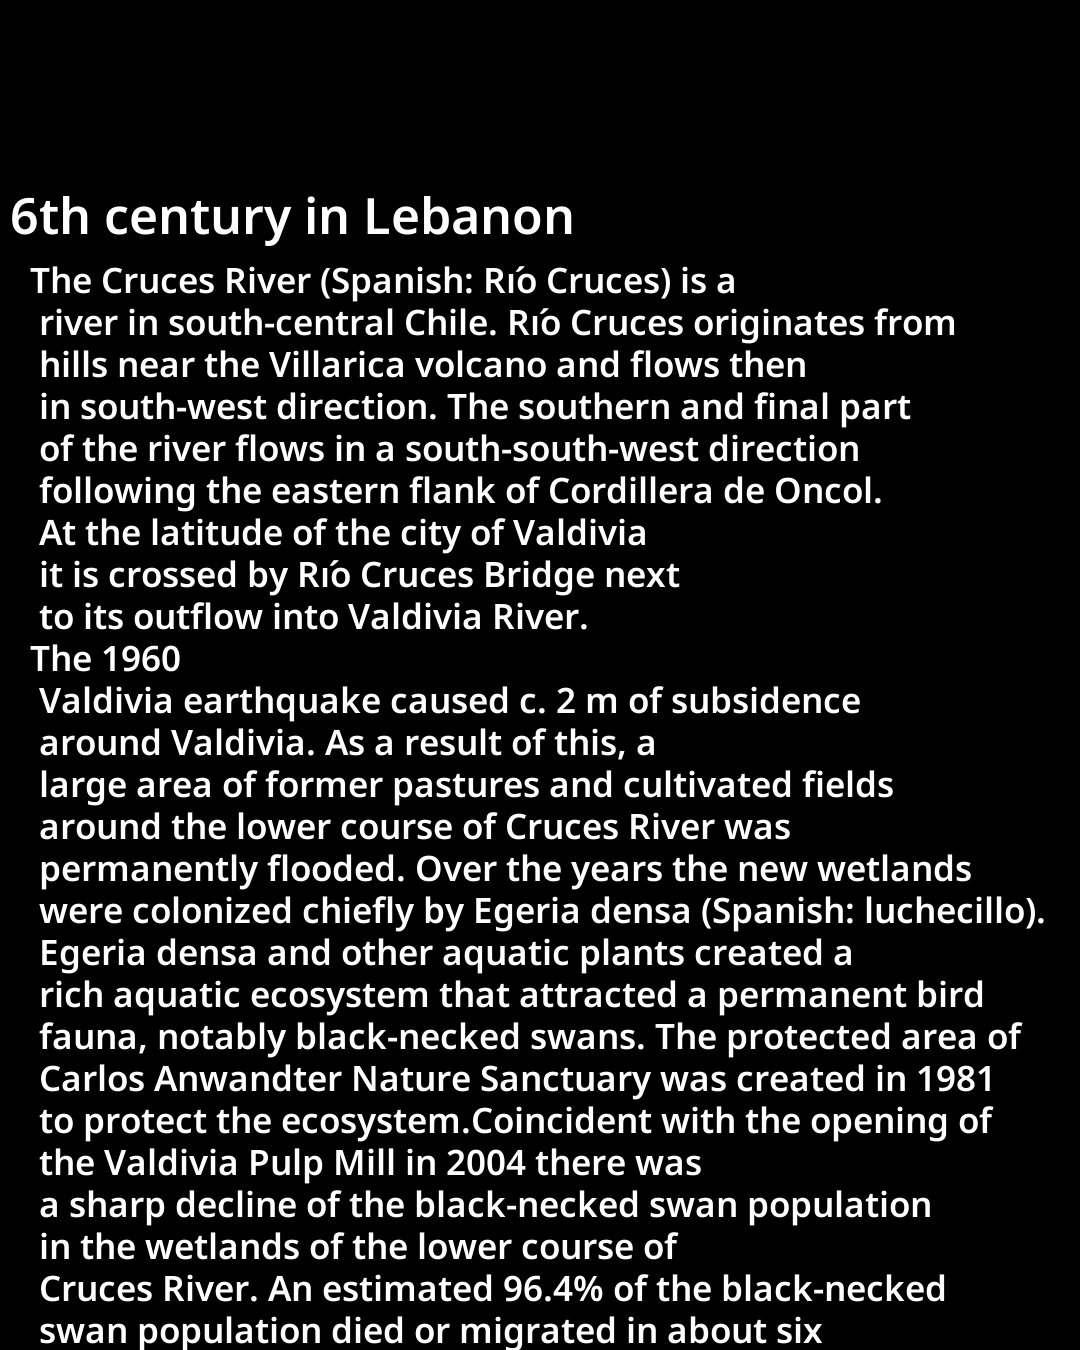 6th century in Lebanon
The Cruces River (Spanish: Río Cruces) is a
river in south-central Chile. Río Cruces originates from
hills near the Villarica volcano and flows then
in south-west direction. The southern and final part
of the river flows in a south-south-west direction
following the eastern flank of Cordillera de Oncol.
At the latitude of the city of Valdivia
it is crossed by Río Cruces Bridge next
to its outflow into Valdivia River.
The 1960
Valdivia earthquake caused c. 2 m of subsidence
around Valdivia. As a result of this, a
large area of former pastures and cultivated fields
around the lower course of Cruces River was
permanently flooded. Over the years the new wetlands
were colonized chiefly by Egeria densa (Spanish: luchecillo).
Egeria densa and other aquatic plants created a
rich aquatic ecosystem that attracted a permanent bird
fauna, notably black-necked swans. The protected area of
Carlos Anwandter Nature Sanctuary was created in 1981
to protect the ecosystem.Coincident with the opening of
the Valdivia Pulp Mill in 2004 there was
a sharp decline of the black-necked swan population
in the wetlands of the lower course of
Cruces River. An estimated 96.4% of the black-necked
swan population died or migrated in about six